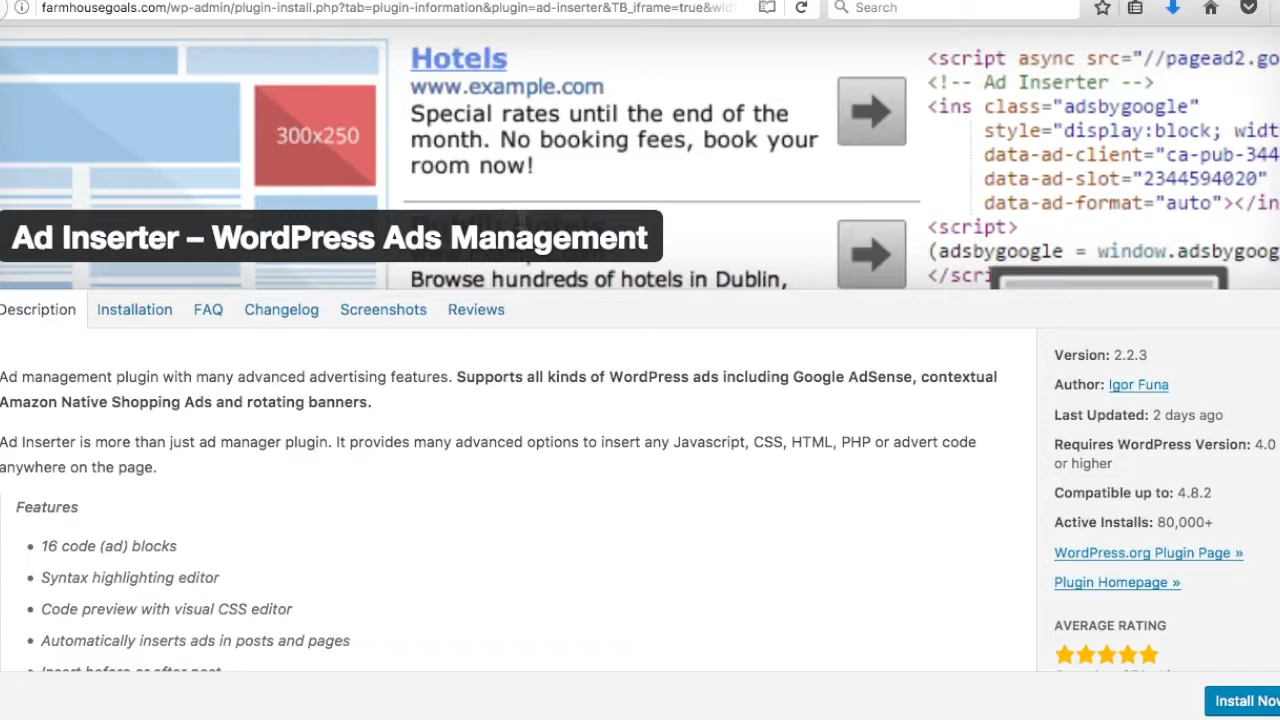 farmhousegoals.com/wp-admin/plugin-install.php?tab=plugin-information&plugin=ad-inserter&TB_iframe=true&wid
Search
Hotels
www.example.com
Special rates until the end of the
month. No booking fees, book your
room now!
300x250
Browse hundreds of hotels in Dublin,
<script async src="//pagead2.go
<!-- Ad Inserter -->
<ins class="adsbygoogle"
style="display:block; widt
data-ad-client="ca-pub-344
data-ad-slot="2344594020"
data-ad-format="auto"></in
<script>
(adsbygoogle = window.adsbygoog
</scri
Ad Inserter – WordPress Ads Management
Description
Installation
FAQ
Changelog
Screenshots
Reviews
Ad management plugin with many advanced advertising features. Supports all kinds of WordPress ads including Google AdSense, contextual
Amazon Native Shopping Ads and rotating banners.
Ad Inserter is more than just ad manager plugin. It provides many advanced options to insert any Javascript, CSS, HTML, PHP or advert code
anywhere on the page.
Features
• 16 code (ad) blocks
• Syntax highlighting editor
• Code preview with visual CSS editor
• Automatically inserts ads in posts and pages
• Insert before or after post
Version: 2.2.3
Author: Igor Funa
Last Updated: 2 days ago
Requires WordPress Version: 4.0
or higher
Compatible up to: 4.8.2
Active Installs: 80,000+
WordPress.org Plugin Page »
Plugin Homepage »
AVERAGE RATING
Install Now